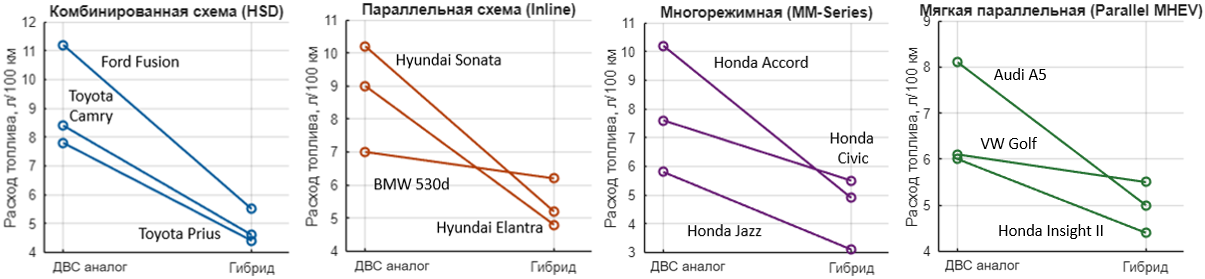 Комбинированная схема (HSD)
Расход топлива, л/100 км
12
11
10
9
8
7
6
5
4
Ford Fusion
Toyota
Camry
Toyota Prius
ДВС аналог
Гибрид
Параллельная схема (Inline)
Расход топлива, л/100 км
11
10
9
8
7
6
5
4
Hyundai Sonata
BMW 530d
Hyundai Elantra
ДВС аналог
Гибрид
Многорежимная (MM-Series)
Расход топлива, л/100 км
11
10
9
8
7
6
5
4
3
Honda Accord
Honda
Civic
Honda Jazz
ДВС аналог
Гибрид
Мягкая параллельная (Parallel MHEV)
Расход топлива, л/100 км
9
8
7
6
5
4
Audi A5
VW Golf
Honda Insight II
ДВС аналог
Гибрид